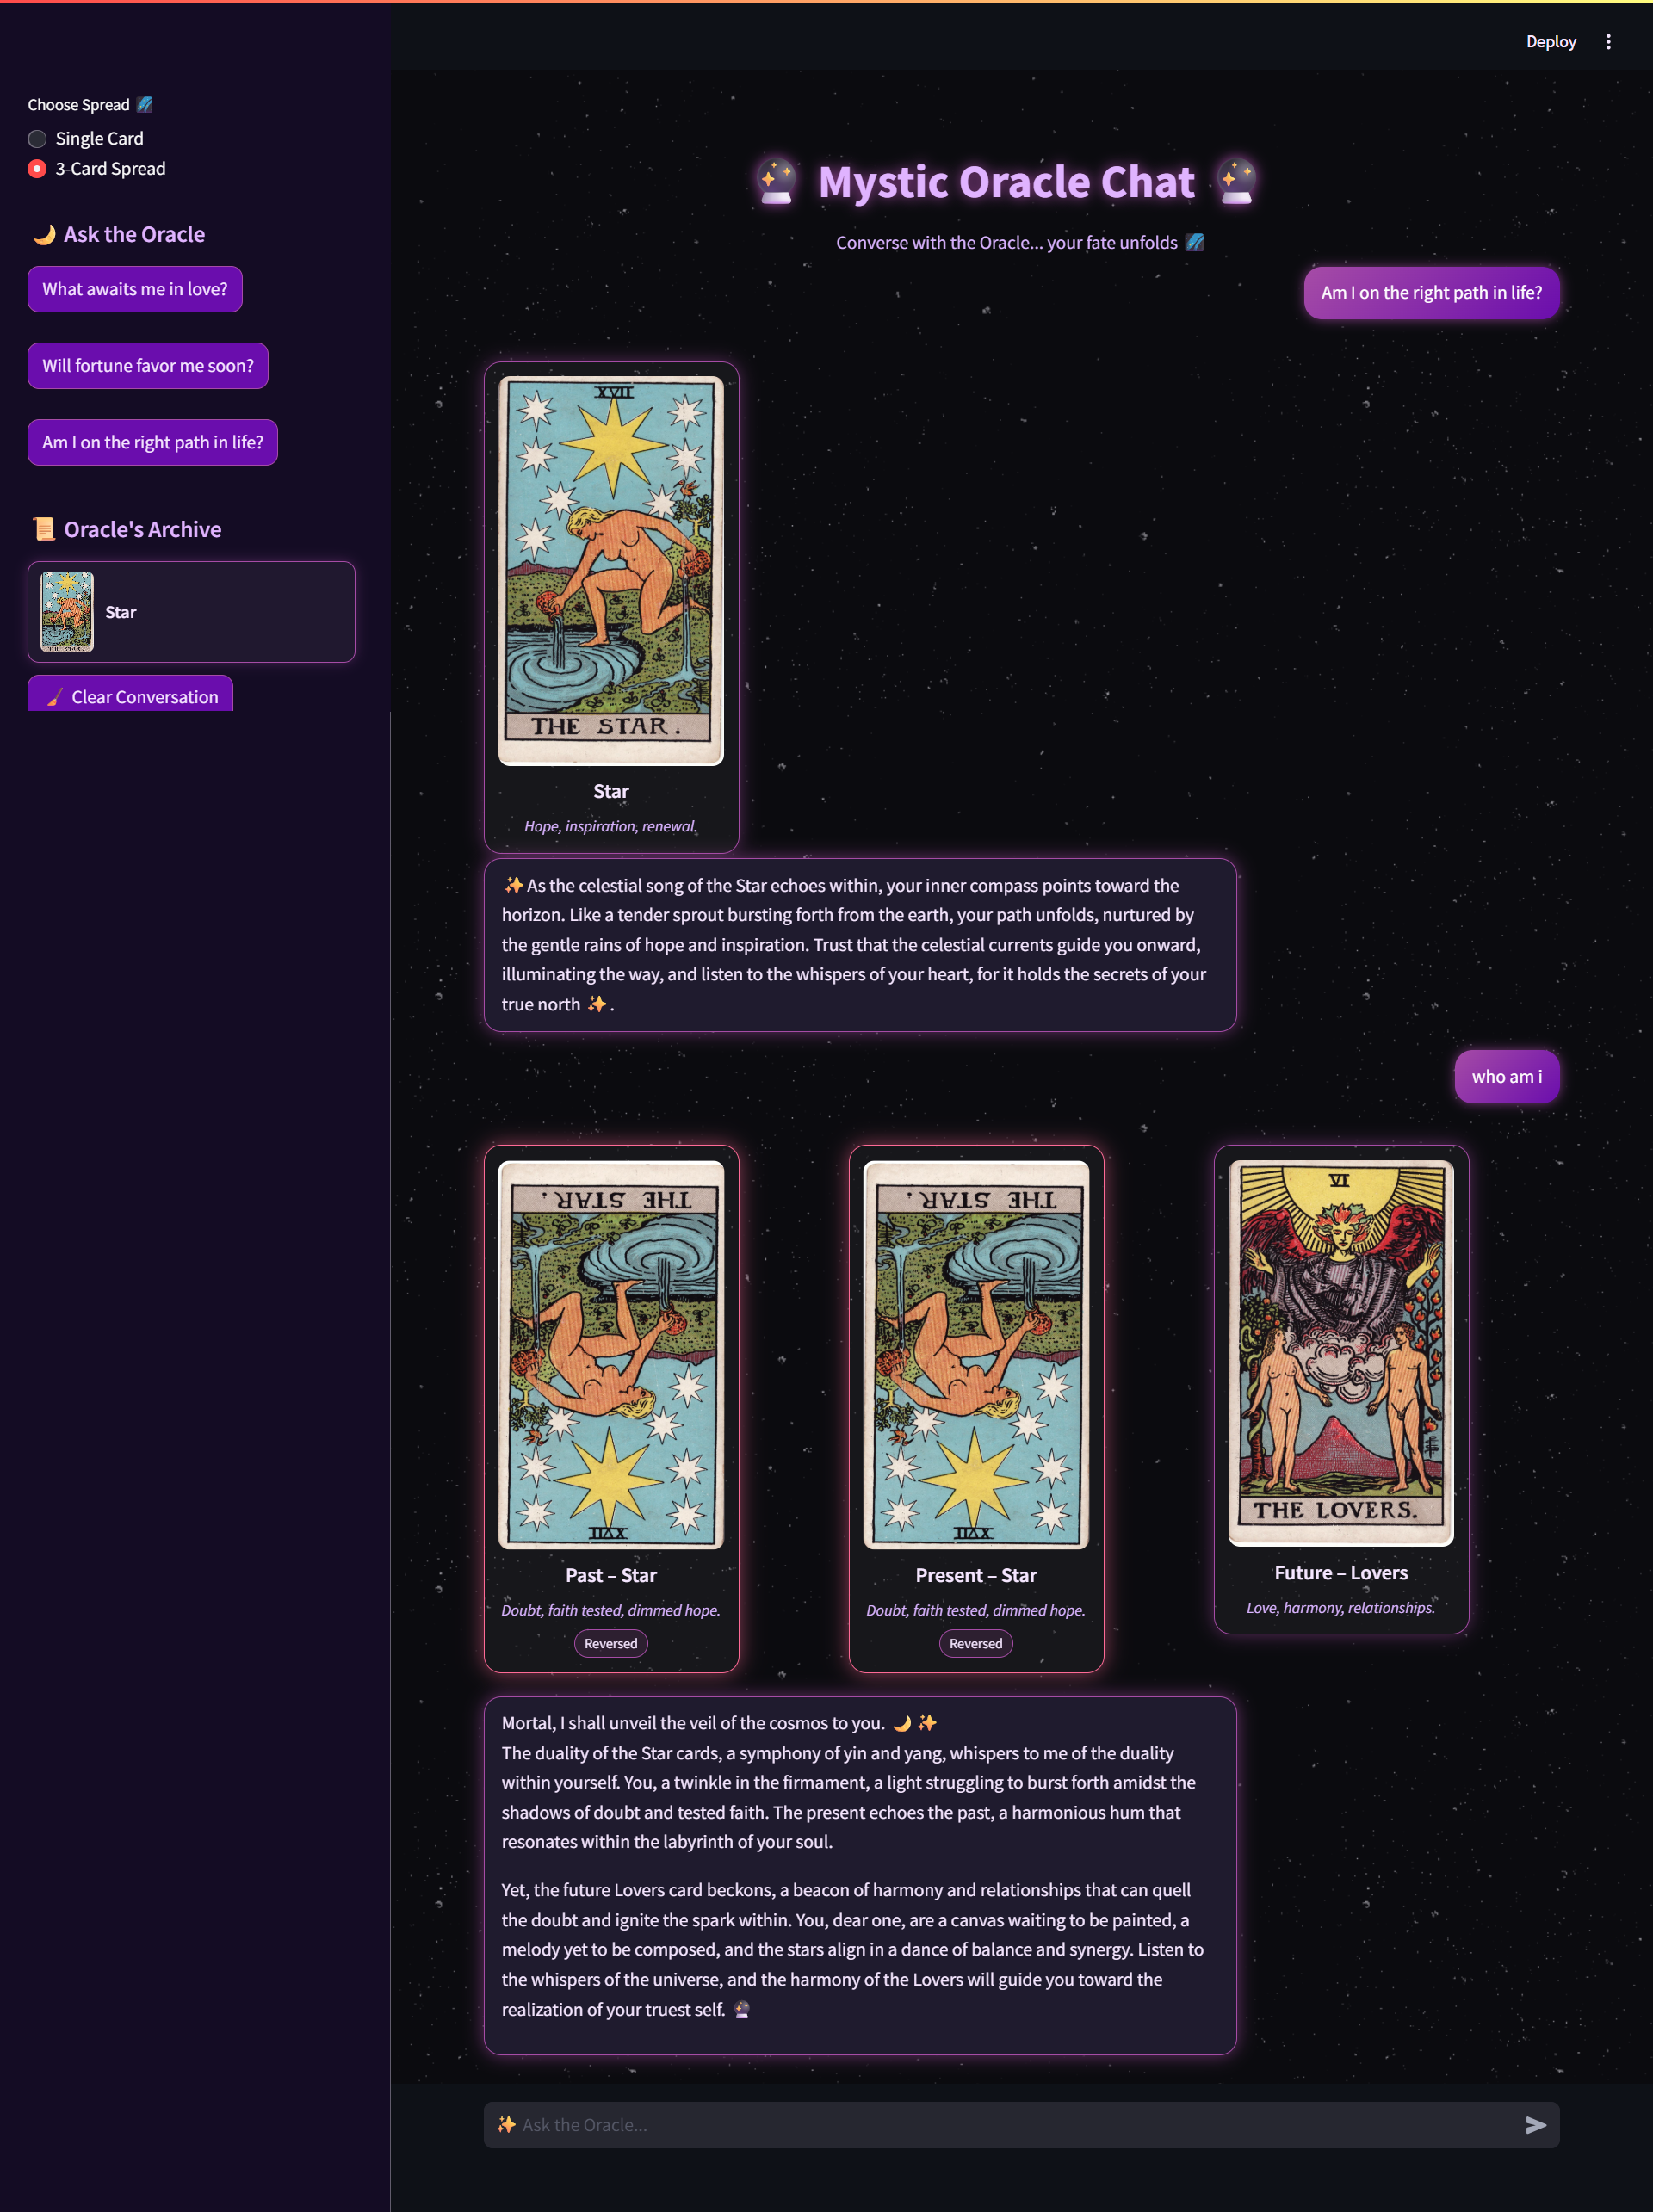 Deploy
Choose Spread
Single Card
3-Card Spread
Ask the Oracle
What awaits me in love?
Will fortune favor me soon?
Am I on the right path in life?
Oracle's Archive
THE STAR.
Star
Clear Conversation
Mystic Oracle Chat
Converse with the Oracle... your fate unfolds
Am I on the right path in life?
XVII
THE STAR.
Star
Hope, inspiration, renewal.
✨As the celestial song of the Star echoes within, your inner compass points toward the
horizon. Like a tender sprout bursting forth from the earth, your path unfolds, nurtured by
the gentle rains of hope and inspiration. Trust that the celestial currents guide you onward,
illuminating the way, and listen to the whispers of your heart, for it holds the secrets of your
true north ✨.
who am i
THE STAR.
XVII
Past – Star
Doubt, faith tested, dimmed hope.
Reversed
THE STAR.
XVII
Present – Star
Doubt, faith tested, dimmed hope.
Reversed
VI
THE LOVERS.
Future – Lovers
Love, harmony, relationships.
Mortal, I shall unveil the veil of the cosmos to you. 🌙✨
The duality of the Star cards, a symphony of yin and yang, whispers to me of the duality
within yourself. You, a twinkle in the firmament, a light struggling to burst forth amidst the
shadows of doubt and tested faith. The present echoes the past, a harmonious hum that
resonates within the labyrinth of your soul.
Yet, the future Lovers card beckons, a beacon of harmony and relationships that can quell
the doubt and ignite the spark within. You, dear one, are a canvas waiting to be painted, a
melody yet to be composed, and the stars align in a dance of balance and synergy. Listen to
the whispers of the universe, and the harmony of the Lovers will guide you toward the
realization of your truest self. 🔮
✨ Ask the Oracle...